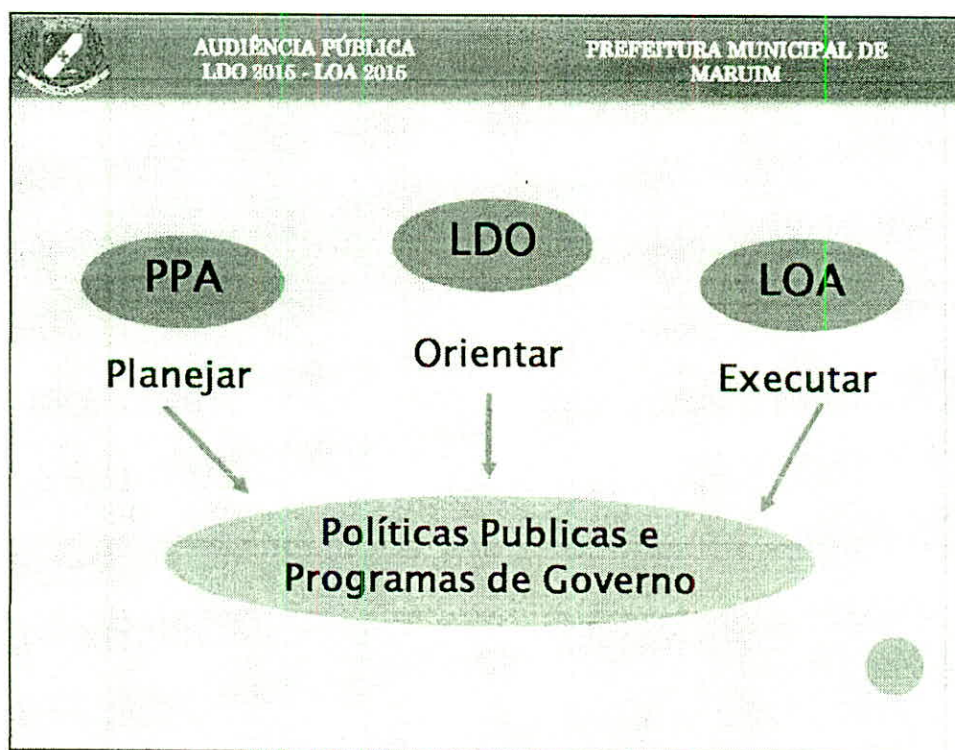 AUDIÊNCIA PÚBLICA
LDO 2015 - LOA 2015
PREFEITURA MUNICIPAL DE
MARUIM
PPA
LDO
LOA
Planejar
Orientar
Executar
Políticas Publicas e
Programas de Governo